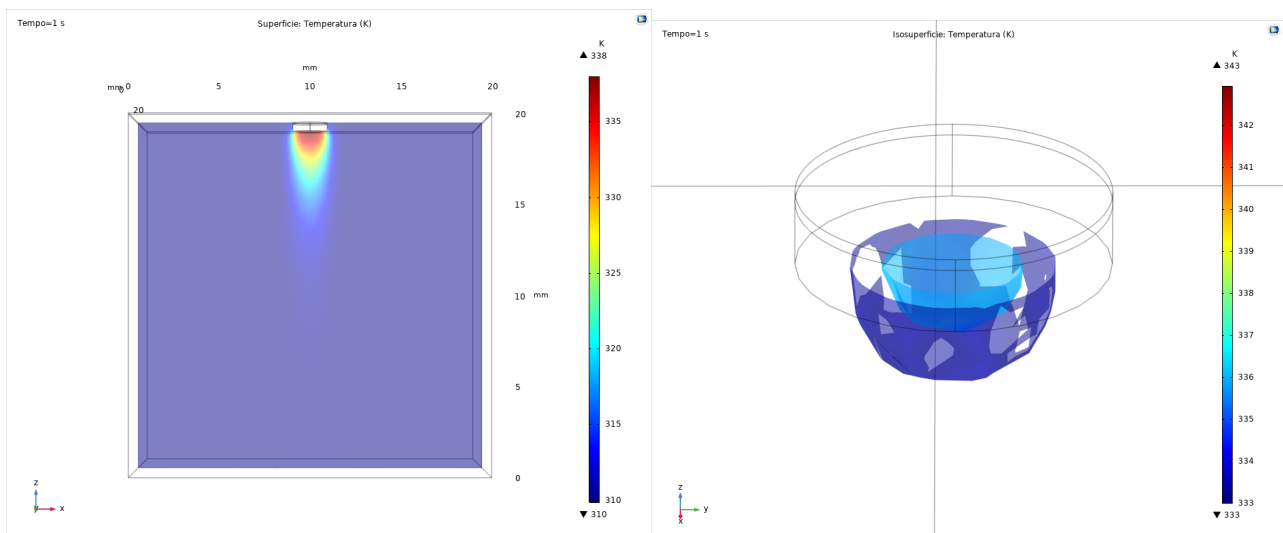 Tempo=1 s
Superficie: Temperatura (K)
K
▲ 338
mm
mm 0 5 10 15 20
0
20
20
15
10 mm
5
0
335
330
325
320
315
310
▼ 310
z
y x
Tempo=1 s
Isosuperficie: Temperatura (K)
K
▲ 343
342
341
340
339
338
337
336
335
334
333
▼ 333
z
y
x